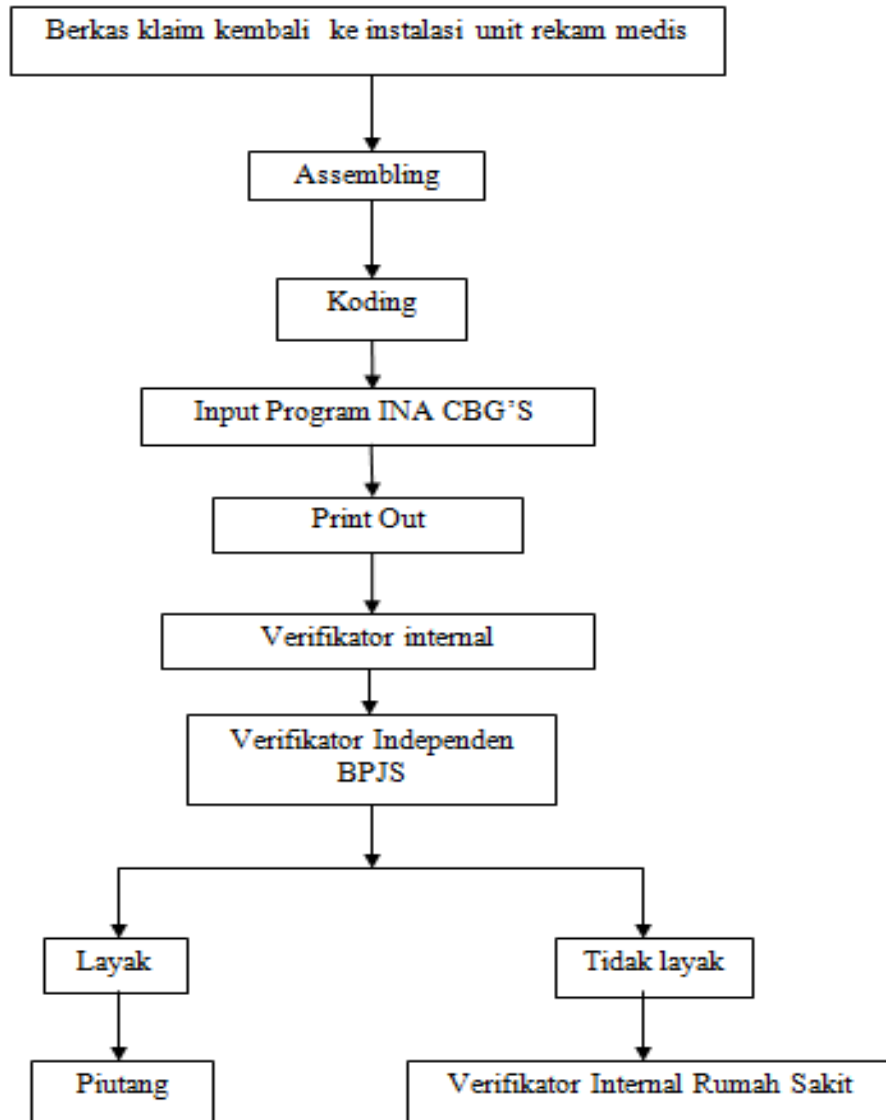 Berkas klaim kembali ke instalasi unit rekam medis
Assembling
Koding
Input Program INA CBG’S
Print Out
Verifikator internal
Verifikator Independen
BPJS
Layak
Tidak layak
Piutang
Verifikator Internal Rumah Sakit